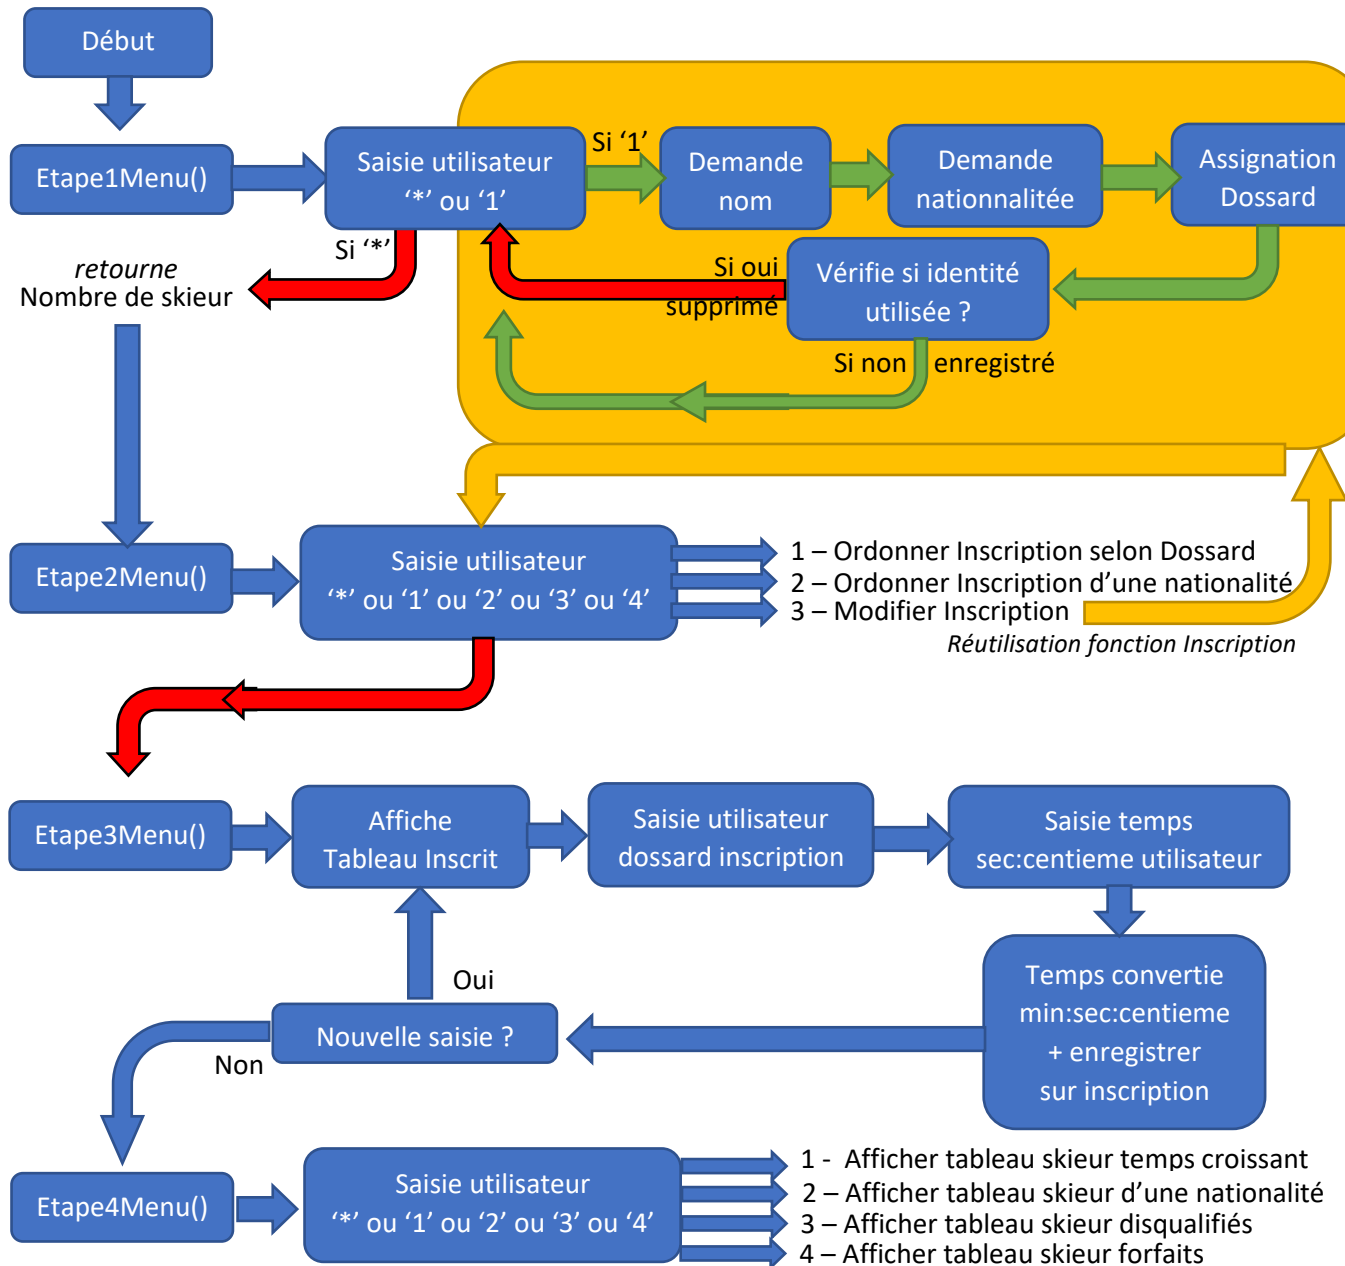 Début
Etape1Menu()
Saisie utilisateur
‘*’ ou ‘1’
Si ‘1’
Demande
nom
Demande
nationnalitée
Assignation
Dossard
Si ‘*’
retourne
Nombre de skieur
Si oui
supprimé
Vérifie si identité
utilisée ?
Si non enregistré
Etape2Menu()
Saisie utilisateur
‘*’ ou ‘1’ ou ‘2’ ou ‘3’ ou ‘4’
1 – Ordonner Inscription selon Dossard
2 – Ordonner Inscription d’une nationalité
3 – Modifier Inscription
Réutilisation fonction Inscription
Etape3Menu()
Affiche
Tableau Inscrit
Saisie utilisateur
dossard inscription
Saisie temps
sec:centieme utilisateur
Temps convertie
min:sec:centieme
+ enregistrer
sur inscription
Oui
Nouvelle saisie ?
Non
Etape4Menu()
Saisie utilisateur
‘*’ ou ‘1’ ou ‘2’ ou ‘3’ ou ‘4’
1 - Afficher tableau skieur temps croissant
2 – Afficher tableau skieur d’une nationalité
3 – Afficher tableau skieur disqualifiés
4 – Afficher tableau skieur forfaits